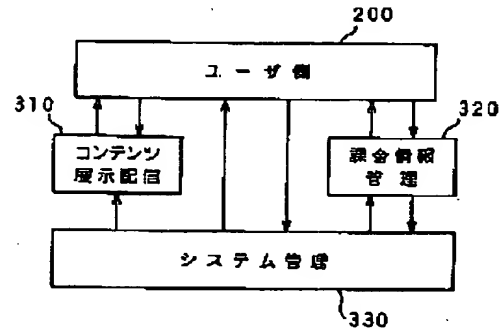 200
ユーザ側
310
320
コンテンツ
展示配信
課金情報
管理
システム管理
330